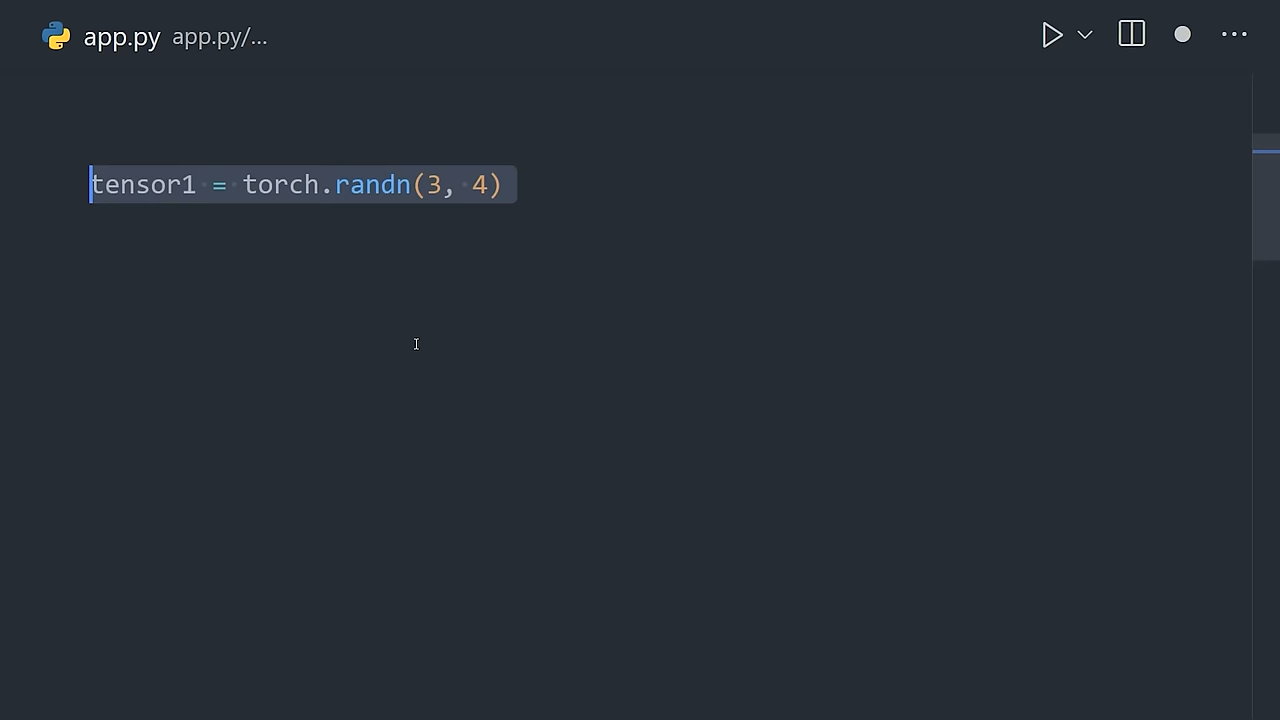 app.py app.py/...
tensor1 = torch.randn(3, 4)